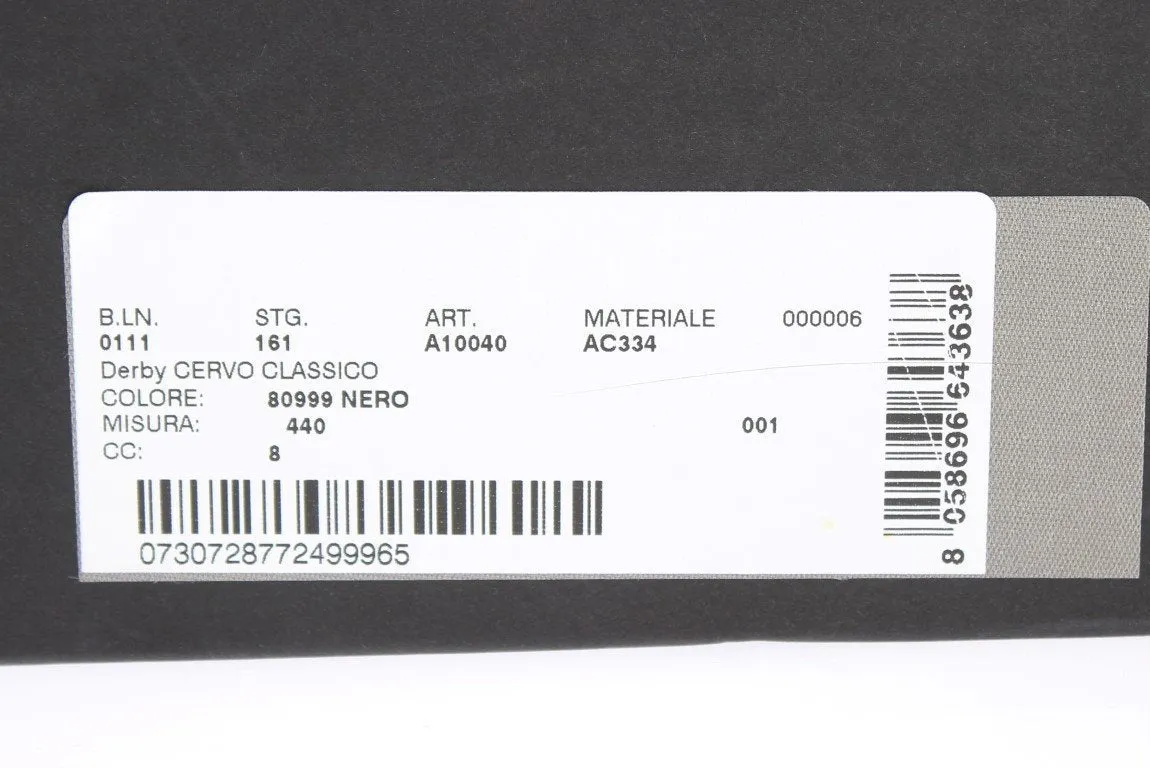 B.LN. STG. ART. MATERIALE 000006
0111 161 A10040 AC334
Derby CERVO CLASSICO
COLORE: 80999 NERO
MISURA: 440 001
CC: 8
0730728772499965
8 058696 643638